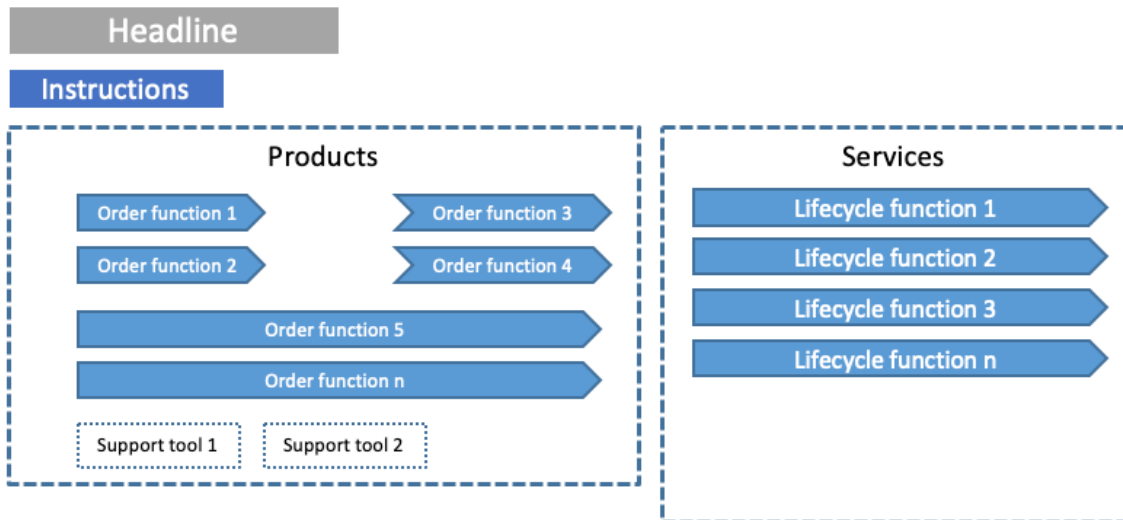 Headline
Instructions
Products
Order function 1
Order function 3
Order function 2
Order function 4
Order function 5
Order function n
Support tool 1
Support tool 2
Services
Lifecycle function 1
Lifecycle function 2
Lifecycle function 3
Lifecycle function n